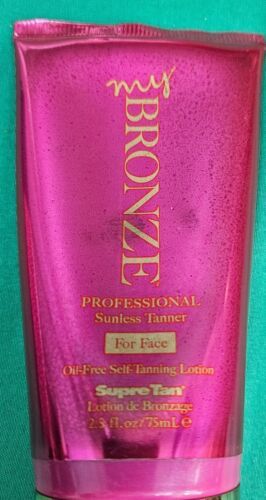 my
BRONZE
PROFESSIONAL
Sunless Tanner
For Face
Oil-Free Self-Tanning Lotion
Supre Tan
Lotion de Bronzage
2.5 fl. oz/75mL ℮